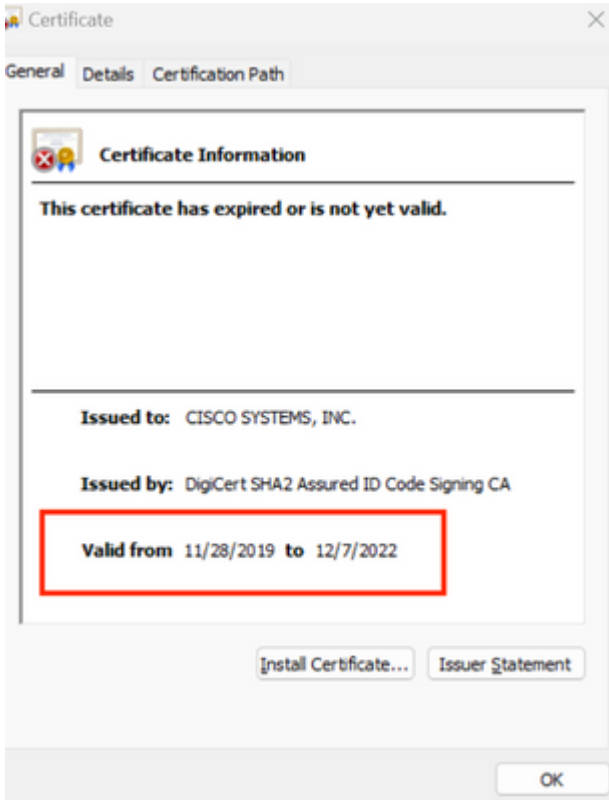 Certificate
General Details Certification Path
Certificate Information
This certificate has expired or is not yet valid.
Issued to: CISCO SYSTEMS, INC.
Issued by: DigiCert SHA2 Assured ID Code Signing CA
Valid from 11/28/2019 to 12/7/2022
Install Certificate... Issuer Statement
OK